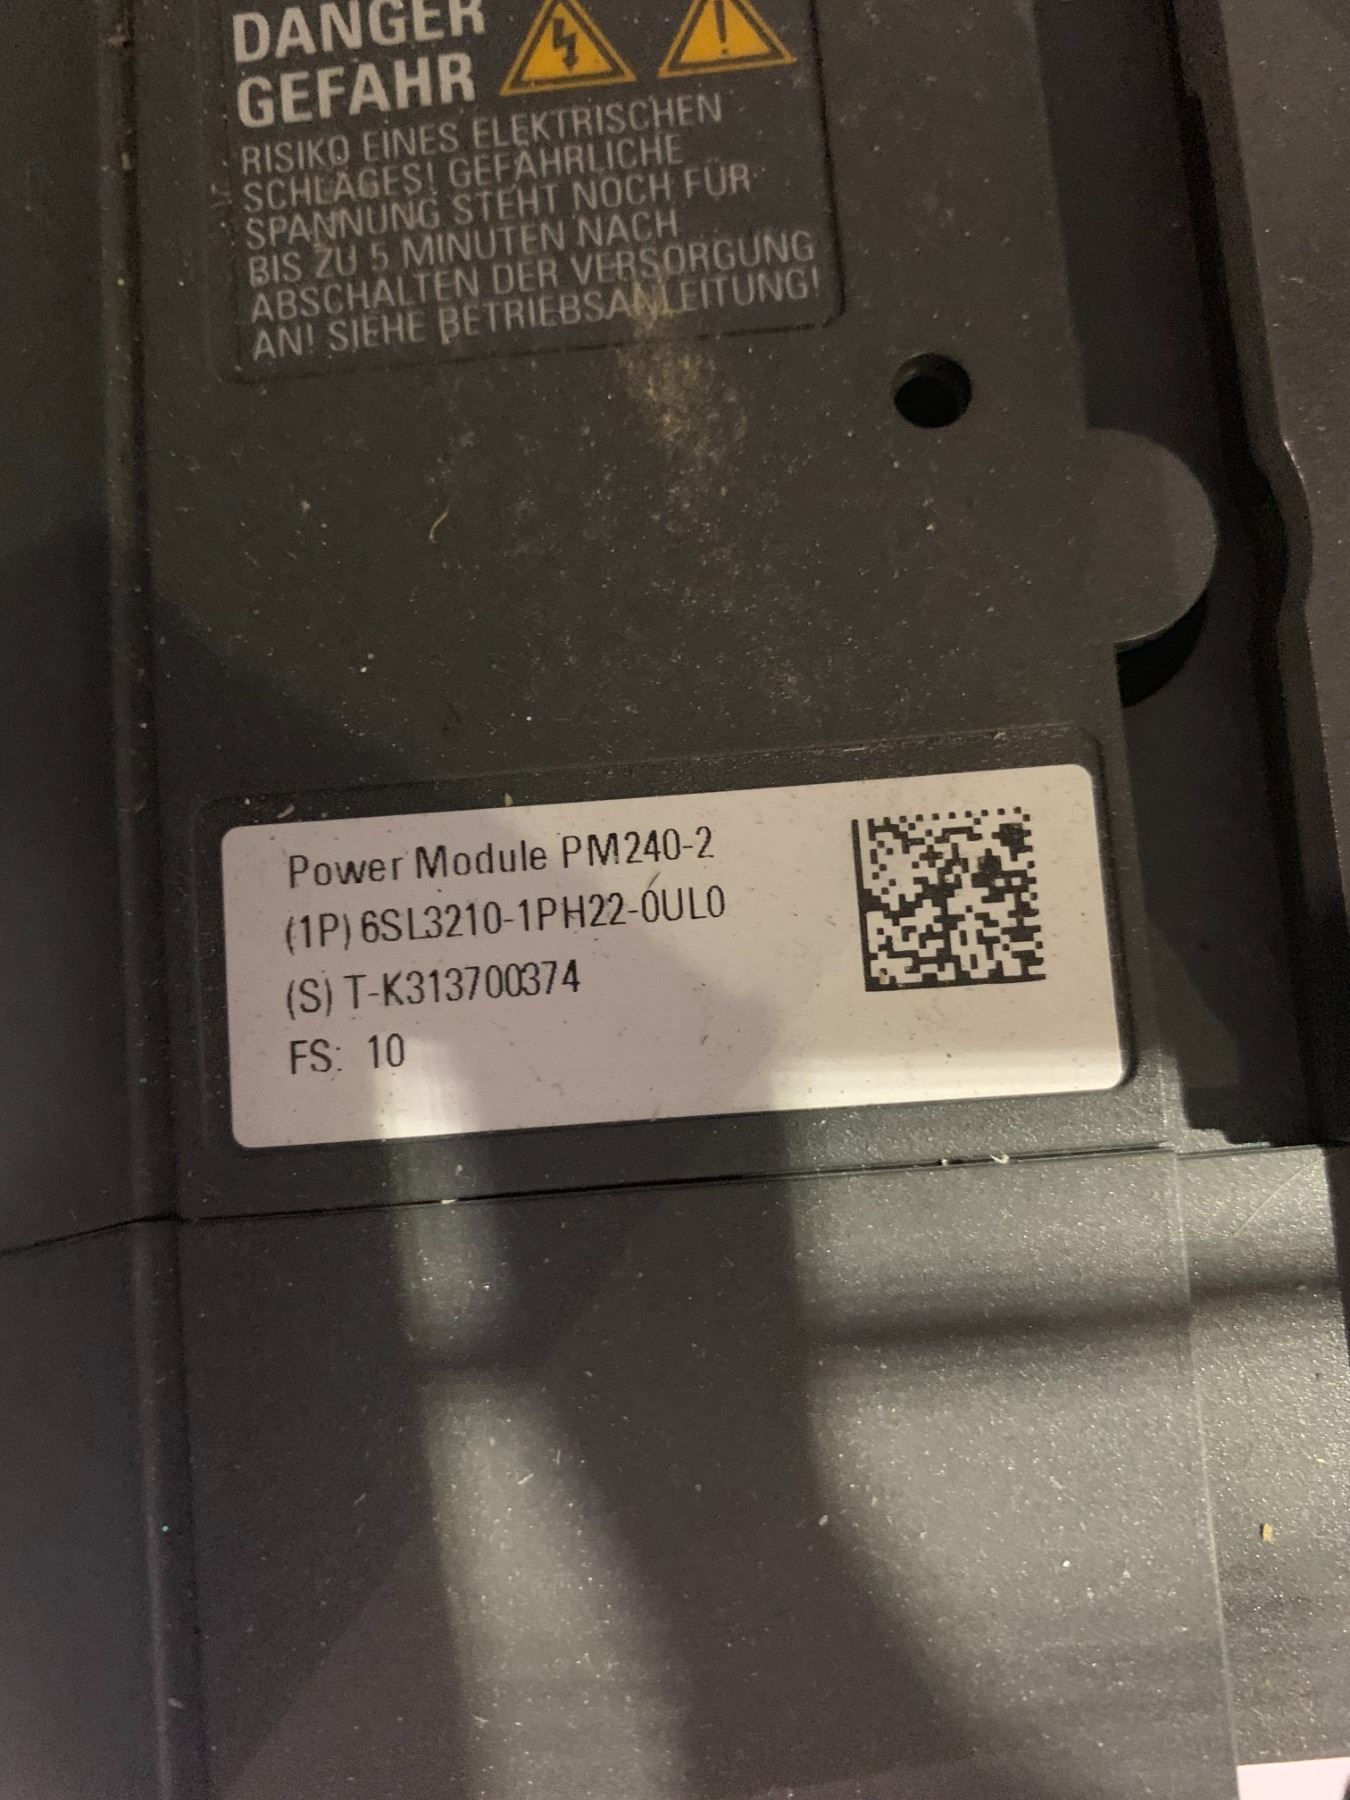 DANGER
GEFAHR
RISIKO EINES ELEKTRISCHEN
SCHLAGES! GEFÄHRLICHE
SPANNUNG STEHT NOCH FÜR
BIS ZU 5 MINUTEN NACH
ABSCHALTEN DER VERSORGUNG
AN! SIEHE BETRIEBSANLEITUNG!
Power Module PM240-2
(1P) 6SL3210-1PH22-0UL0
(S) T-K313700374
FS: 10